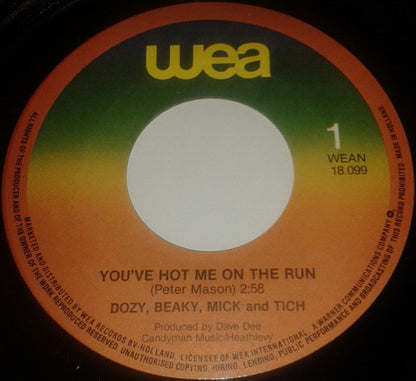 wea
1
WEAN
18.099
YOU'VE HOT ME ON THE RUN
(Peter Mason) 2:58
DOZY, BEAKY, MICK and TICH
Produced by Dave Dee
Candyman Music/Heathlevy
ALL RIGHTS OF THE PRODUCER AND OF THE OWNER OF THE WORK REPRODUCED RESERVED. UNAUTHORISED COPYING, HIRING, LENDING, PUBLIC PERFORMANCE AND BROADCASTING OF THIS RECORD PROHIBITED. MADE IN HOLLAND.
MARKETED AND DISTRIBUTED BY WEA RECORDS BV-HOLLAND. LICENSEE OF WEA INTERNATIONAL. A WARNER COMMUNICATIONS COMPANY